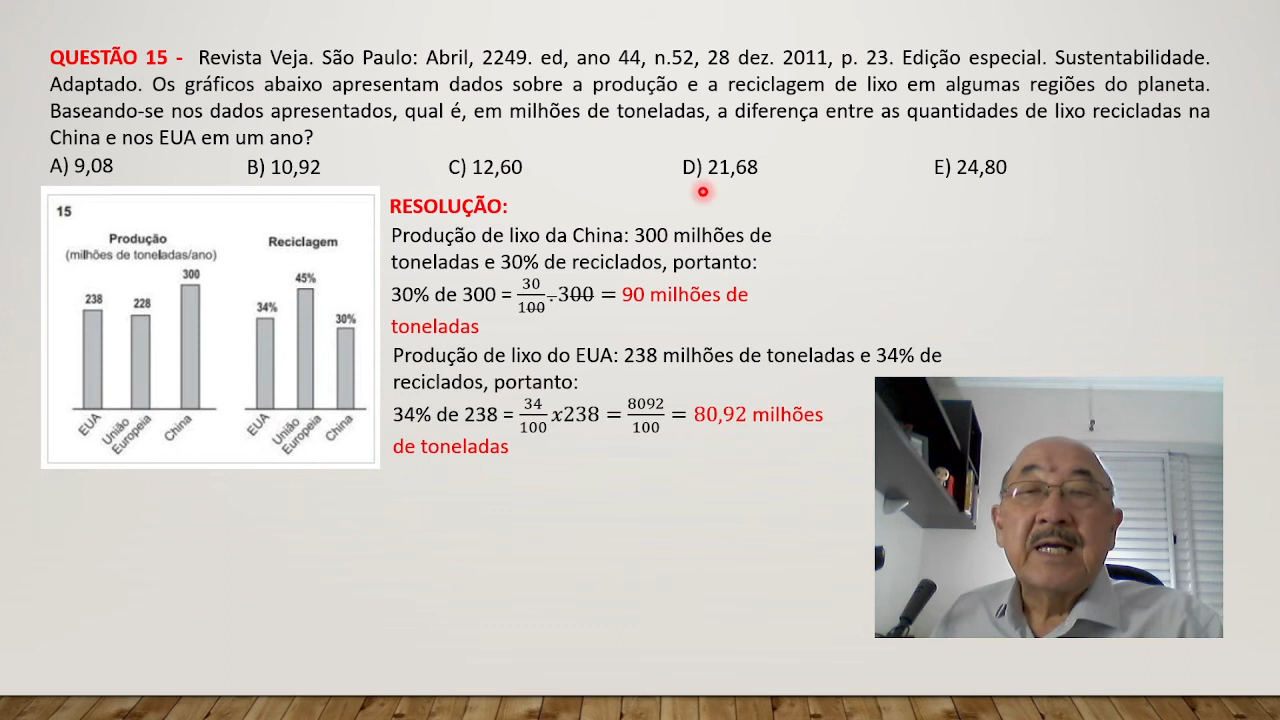 QUESTÃO 15 - Revista Veja. São Paulo: Abril, 2249. ed, ano 44, n.52, 28 dez. 2011, p. 23. Edição especial. Sustentabilidade.
Adaptado. Os gráficos abaixo apresentam dados sobre a produção e a reciclagem de lixo em algumas regiões do planeta.
Baseando-se nos dados apresentados, qual é, em milhões de toneladas, a diferença entre as quantidades de lixo recicladas na
China e nos EUA em um ano?
A) 9,08 B) 10,92 C) 12,60 D) 21,68 E) 24,80
15
Produção
(milhões de toneladas/ano)
238 228 300
EUA União Europeia China
Reciclagem
34% 45% 30%
EUA União Europeia China
RESOLUÇÃO:
Produção de lixo da China: 300 milhões de
toneladas e 30% de reciclados, portanto:
30% de 300 = 30/100 . 300 = 90 milhões de
toneladas
Produção de lixo do EUA: 238 milhões de toneladas e 34% de
reciclados, portanto:
34% de 238 = 34/100 x238 = 8092/100 = 80,92 milhões
de toneladas